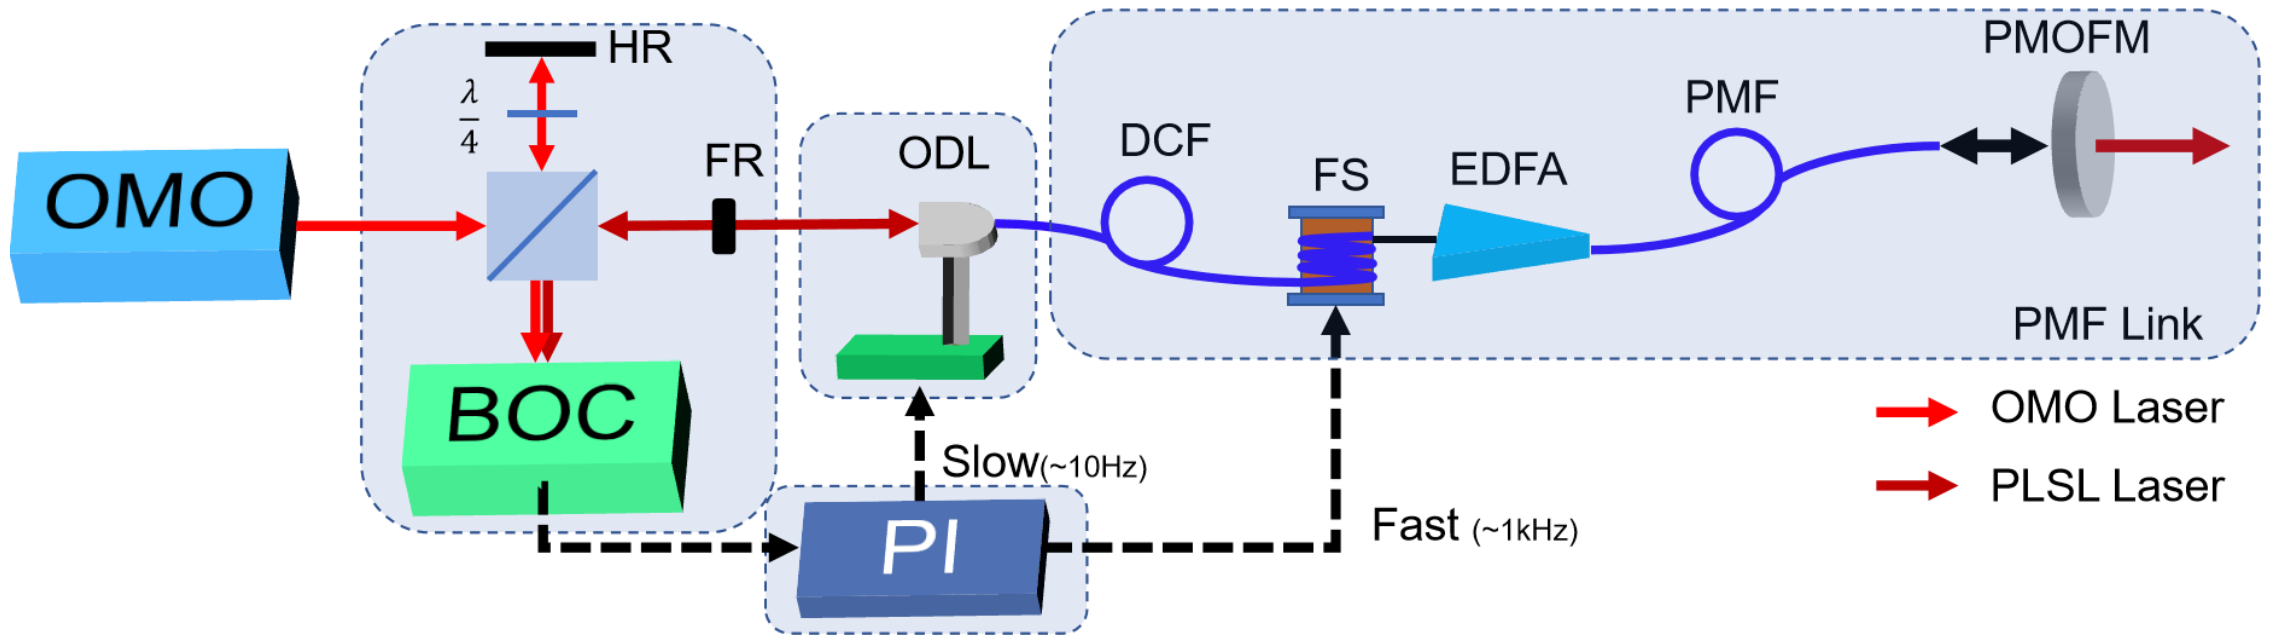 HR
λ
4
OMO
FR
BOC
ODL
DCF
FS
EDFA
PMF
PMOFM
PMF Link
Slow(~10Hz)
PI
Fast (~1kHz)
OMO Laser
PLSL Laser